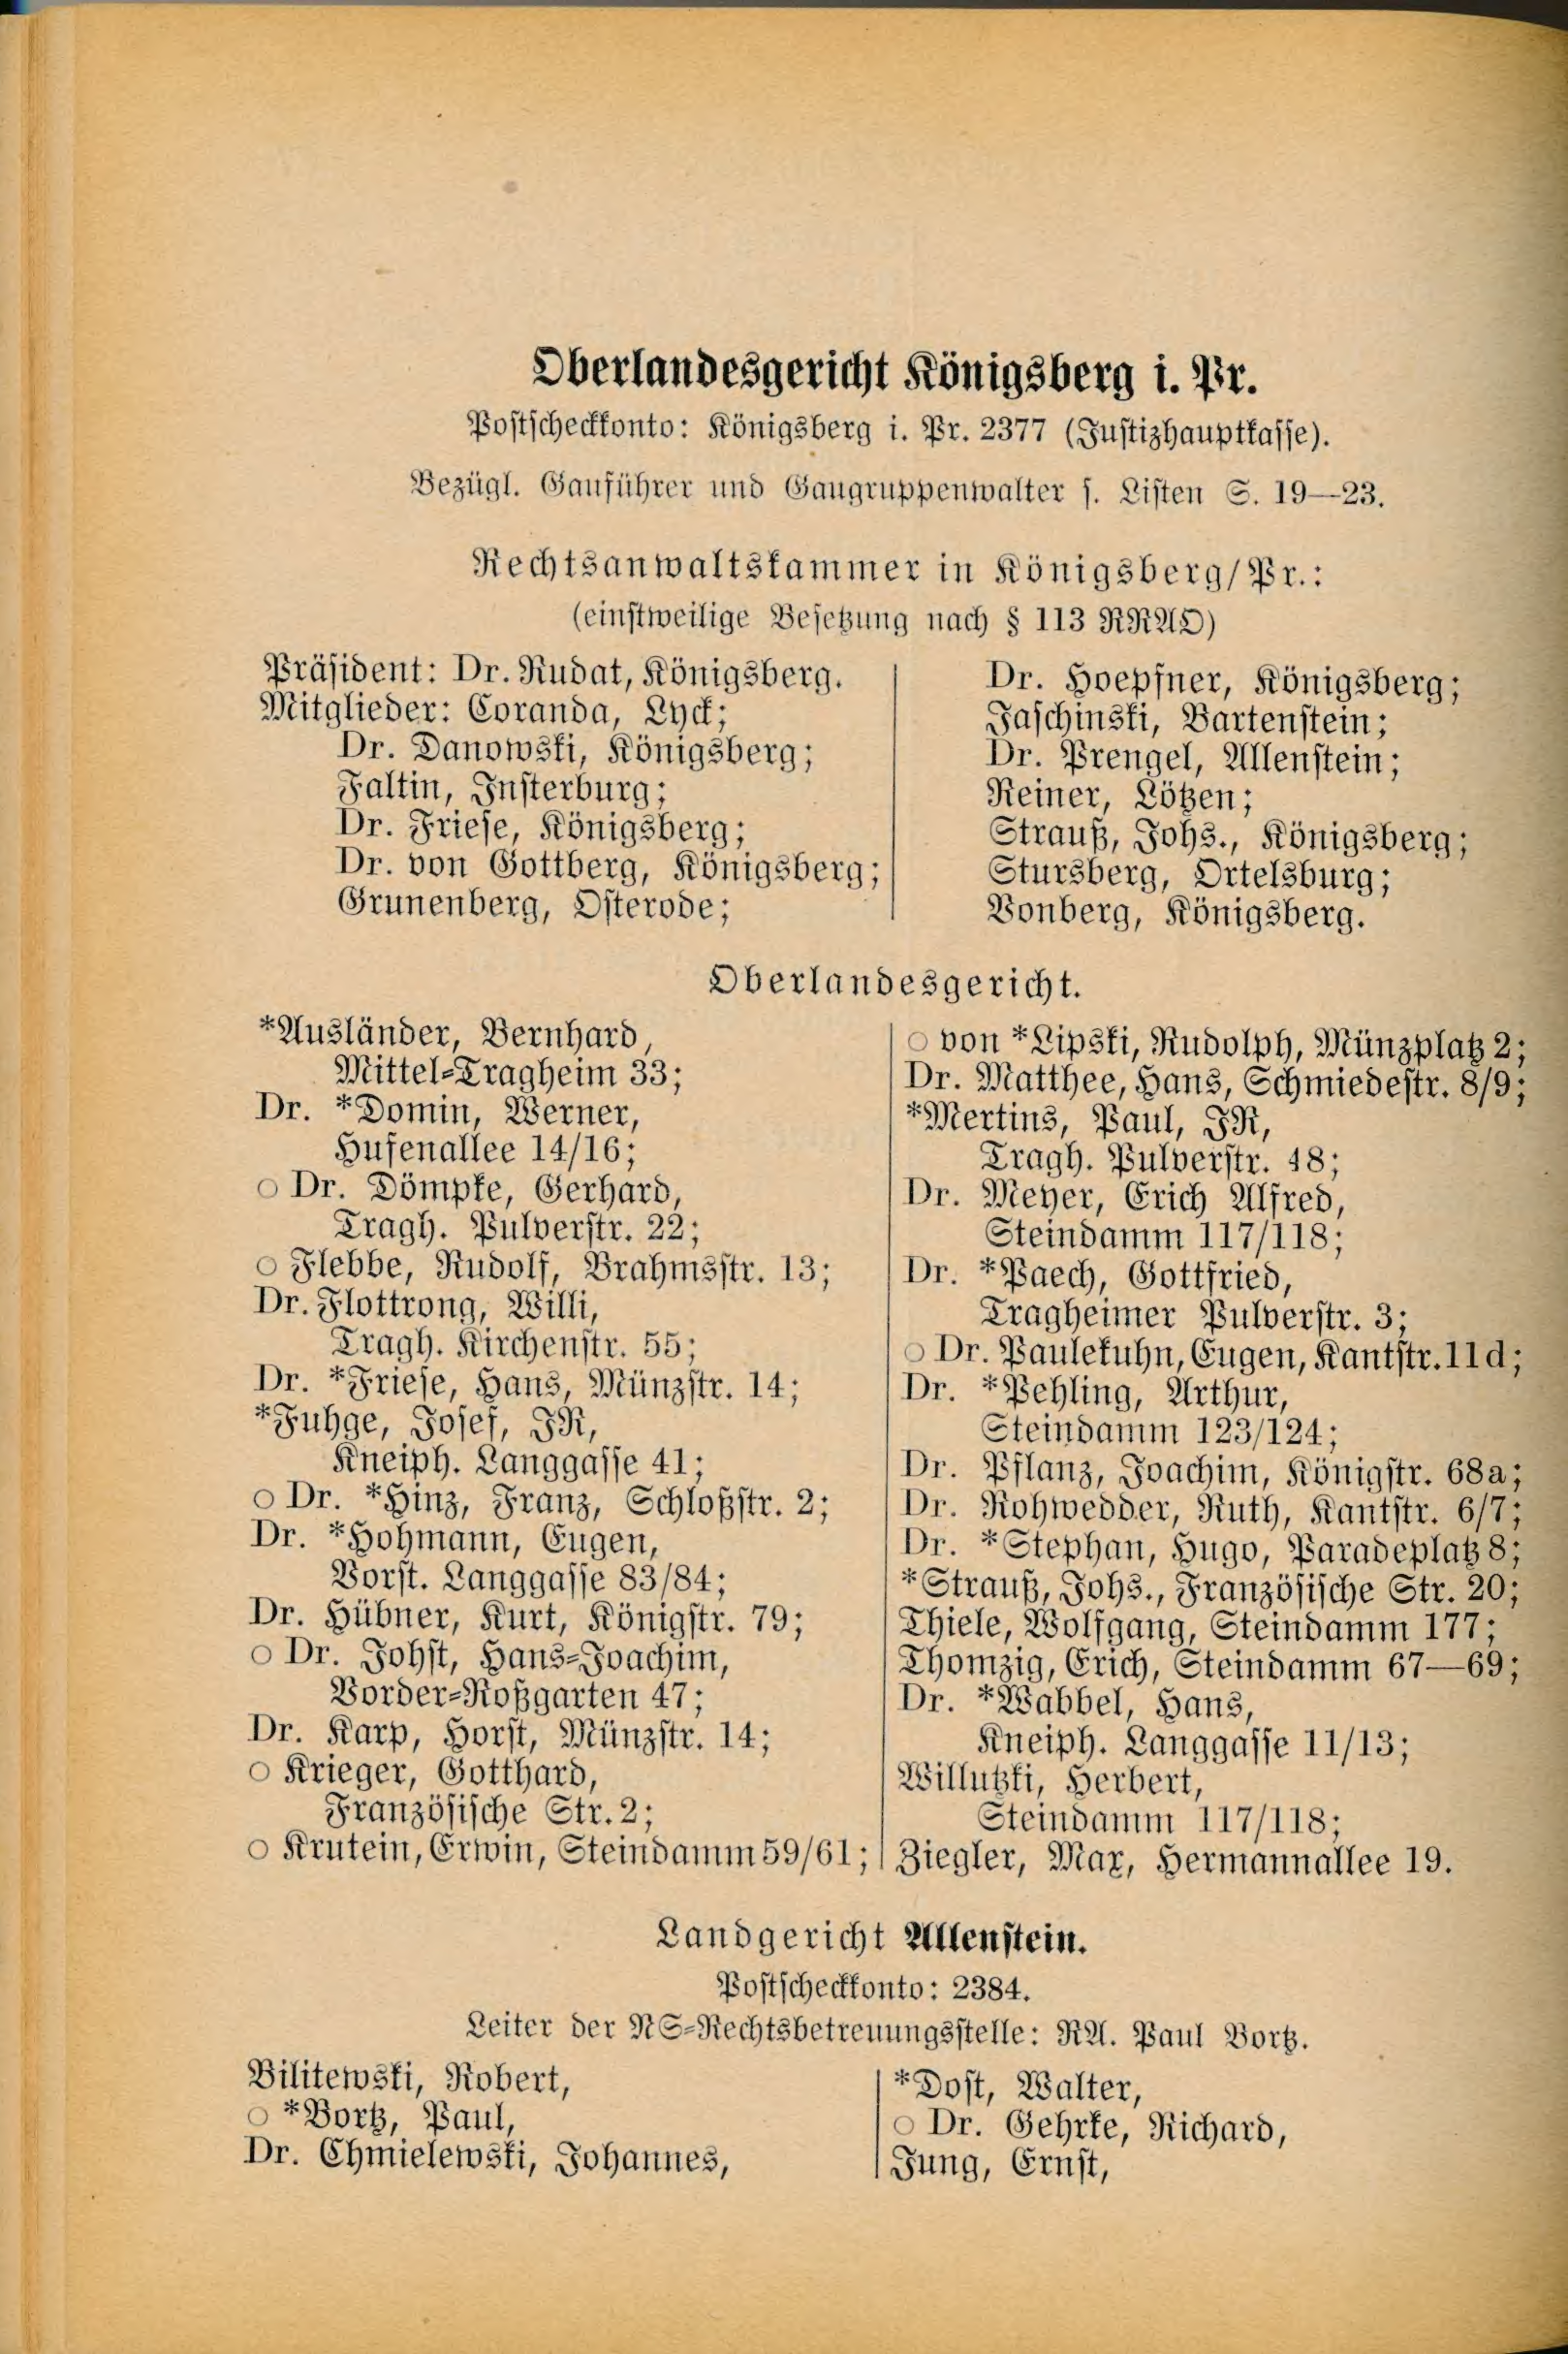 Oberlandesgericht Königsberg i. Pr.
Postscheckkonto: Königsberg i. Pr. 2377 (Justizhauptkasse).
Bezügl. Gauführer und Gaugruppenwalter s. Listen S. 19—23.
Rechtsanwaltskammer in Königsberg/Pr.:
(einstweilige Besetzung nach § 113 RRAO)
Präsident: Dr. Rudat, Königsberg.
Mitglieder: Coranda, Lyck;
Dr. Danowski, Königsberg;
Faltin, Insterburg;
Dr. Friese, Königsberg;
Dr. von Gottberg, Königsberg;
Grunenberg, Osterode;
Dr. Hoepfner, Königsberg;
Jaschinski, Bartenstein;
Dr. Prengel, Allenstein;
Reiner, Lötzen;
Strauß, Johs., Königsberg;
Stursberg, Ortelsburg;
Vonberg, Königsberg.
Oberlandesgericht.
*Ausländer, Bernhard,
Mittel-Tragheim 33;
Dr. *Domin, Werner,
Hufenallee 14/16;
○ Dr. Dömpke, Gerhard,
Tragh. Pulverstr. 22;
○ Flebbe, Rudolf, Brahmsstr. 13;
Dr. Flottrong, Willi,
Tragh. Kirchenstr. 55;
Dr. *Friese, Hans, Münzstr. 14;
*Fuhge, Josef, JR,
Kneiph. Langgasse 41;
○ Dr. *Hinz, Franz, Schloßstr. 2;
Dr. *Hohmann, Eugen,
Vorst. Langgasse 83/84;
Dr. Hübner, Kurt, Königstr. 79;
○ Dr. Johst, Hans-Joachim,
Vorder-Roßgarten 47;
Dr. Karp, Horst, Münzstr. 14;
○ Krieger, Gotthard,
Französische Str. 2;
○ Krutein, Erwin, Steindamm 59/61;
○ von *Lipski, Rudolph, Münzplatz 2;
Dr. Matthee, Hans, Schmiedestr. 8/9;
*Mertins, Paul, JR,
Tragh. Pulverstr. 48;
Dr. Meyer, Erich Alfred,
Steindamm 117/118;
Dr. *Paech, Gottfried,
Tragheimer Pulverstr. 3;
○ Dr. Paulekuhn, Eugen, Kantstr. 11d;
Dr. *Pehling, Arthur,
Steindamm 123/124;
Dr. Pflanz, Joachim, Königstr. 68a;
Dr. Rohwedder, Ruth, Kantstr. 6/7;
Dr. *Stephan, Hugo, Paradeplatz 8;
*Strauß, Johs., Französische Str. 20;
Thiele, Wolfgang, Steindamm 177;
Thomzig, Erich, Steindamm 67—69;
Dr. *Wabbel, Hans,
Kneiph. Langgasse 11/13;
Willutzki, Herbert,
Steindamm 117/118;
Ziegler, Max, Hermannallee 19.
Landgericht Allenstein.
Postscheckkonto: 2384.
Leiter der NS-Rechtsbetreuungsstelle: RA. Paul Bortz.
Bilitewski, Robert,
○ *Bortz, Paul,
Dr. Chmielewski, Johannes,
*Dost, Walter,
○ Dr. Gehrke, Richard,
Jung, Ernst,